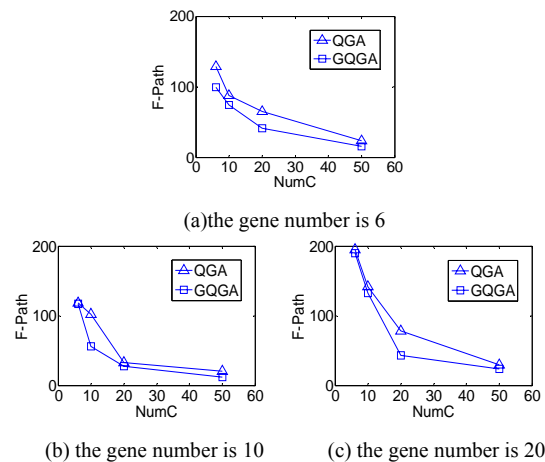 200
100
0
F-Path
QGA
GQGA
0 10 20 30 40 50 60
NumC
(a)the gene number is 6
200
100
0
F-Path
QGA
GQGA
0 10 20 30 40 50 60
NumC
200
100
0
F-Path
QGA
GQGA
0 10 20 30 40 50 60
NumC
(b) the gene number is 10
(c) the gene number is 20